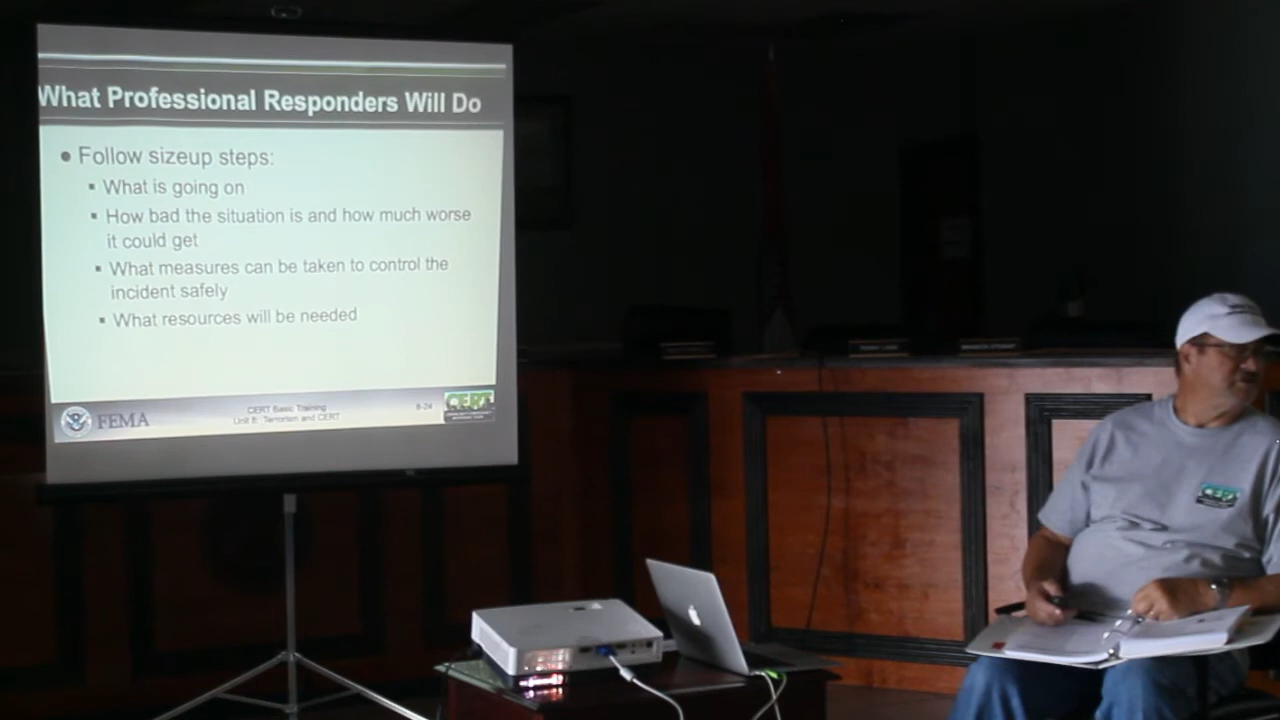 What Professional Responders Will Do
● Follow sizeup steps:
▪ What is going on
▪ How bad the situation is and how much worse
it could get
▪ What measures can be taken to control the
incident safely
▪ What resources will be needed
FEMA
CERT Basic Training
Unit 8: Terrorism and CERT
8-24
CERT